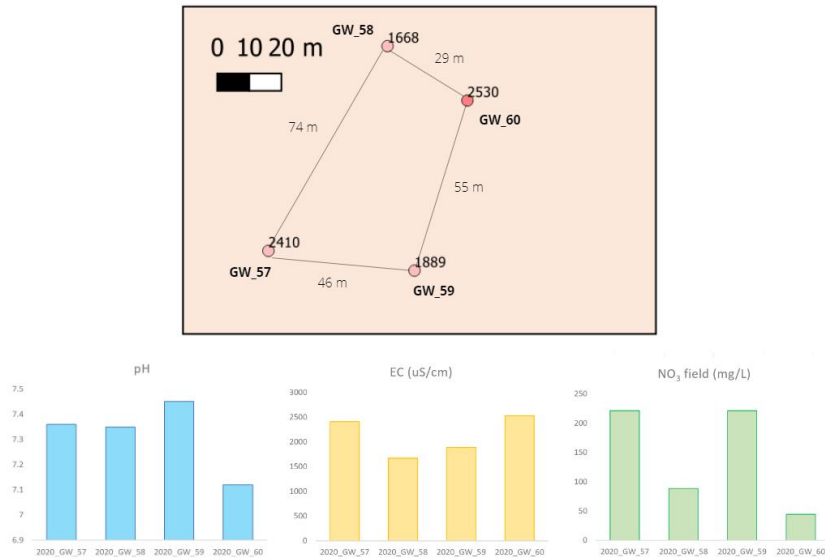 GW_58
1668
0 10 20 m
29 m
2530
GW_60
74 m
55 m
2410
GW_57
1889
46 m
GW_59
pH
7.5
7.4
7.3
7.2
7.1
7
6.9
2020_GW_57 2020_GW_58 2020_GW_59 2020_GW_60
EC (uS/cm)
3000
2500
2000
1500
1000
500
0
2020_GW_57 2020_GW_58 2020_GW_59 2020_GW_60
NO₃ field (mg/L)
250
200
150
100
50
0
2020_GW_57 2020_GW_58 2020_GW_59 2020_GW_60